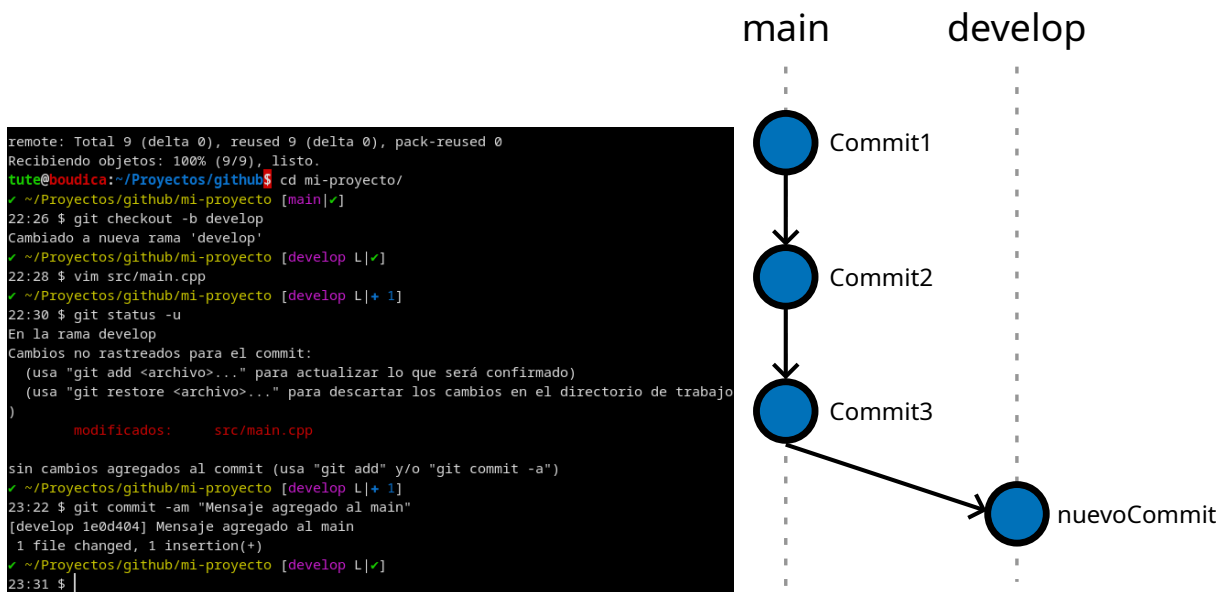 remote: Total 9 (delta 0), reused 9 (delta 0), pack-reused 0
Recibiendo objetos: 100% (9/9), listo.
tute@boudica:~/Proyectos/github$ cd mi-proyecto/
✔ ~/Proyectos/github/mi-proyecto [main|✔]
22:26 $ git checkout -b develop
Cambiado a nueva rama 'develop'
✔ ~/Proyectos/github/mi-proyecto [develop L|✔]
22:28 $ vim src/main.cpp
✔ ~/Proyectos/github/mi-proyecto [develop L|✚ 1]
22:30 $ git status -u
En la rama develop
Cambios no rastreados para el commit:
  (usa "git add <archivo>..." para actualizar lo que será confirmado)
  (usa "git restore <archivo>..." para descartar los cambios en el directorio de trabajo
)
        modificados:     src/main.cpp
sin cambios agregados al commit (usa "git add" y/o "git commit -a")
✔ ~/Proyectos/github/mi-proyecto [develop L|✚ 1]
23:22 $ git commit -am "Mensaje agregado al main"
[develop 1e0d404] Mensaje agregado al main
 1 file changed, 1 insertion(+)
✔ ~/Proyectos/github/mi-proyecto [develop L|✔]
23:31 $
main
develop
Commit1
Commit2
Commit3
nuevoCommit